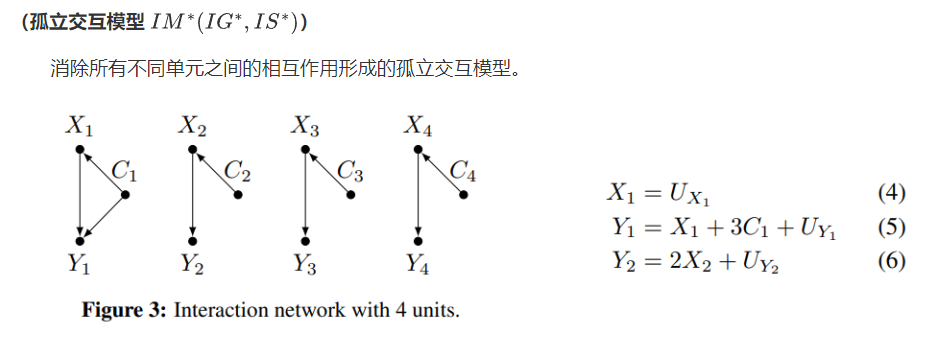 (孤立交互模型 IM*(IG*, IS*))
消除所有不同单元之间的相互作用形成的孤立交互模型。
X₁ X₂ X₃ X₄
C₁ C₂ C₃ C₄
Y₁ Y₂ Y₃ Y₄
Figure 3: Interaction network with 4 units.
X₁ = U_{X₁} (4)
Y₁ = X₁ + 3C₁ + U_{Y₁} (5)
Y₂ = 2X₂ + U_{Y₂} (6)